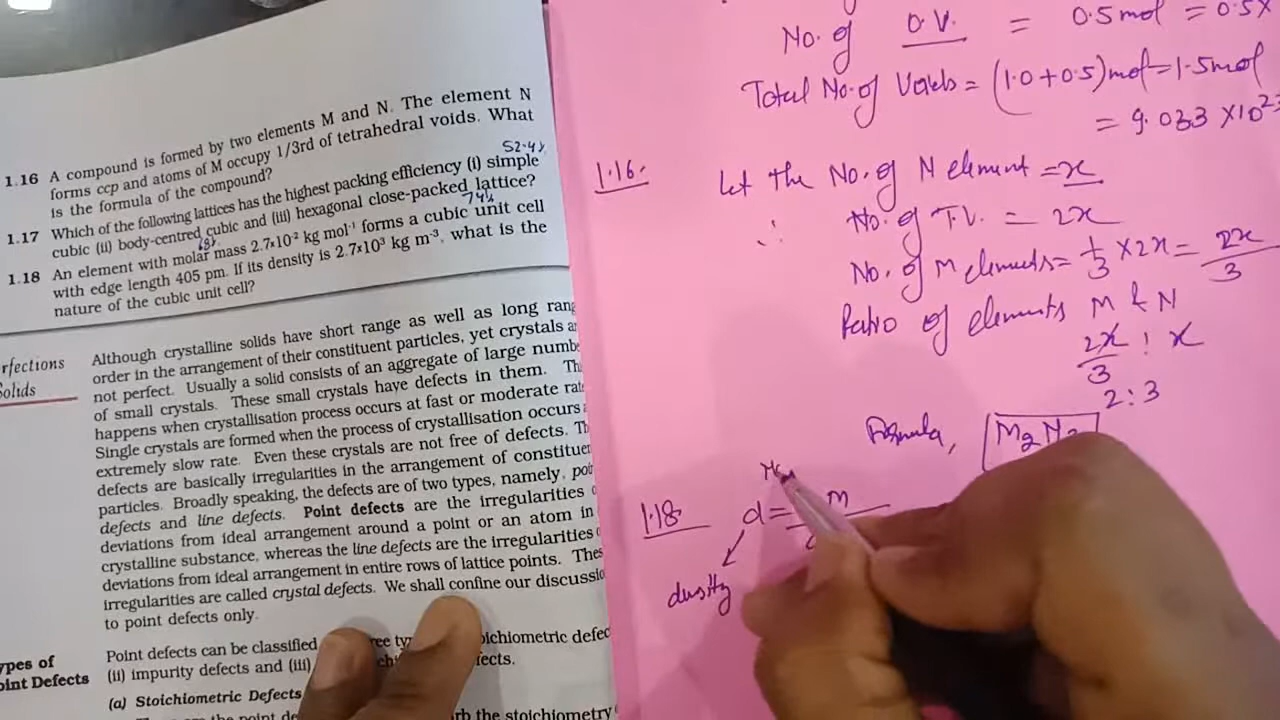 1.16 A compound is formed by two elements M and N. The element N
forms ccp and atoms of M occupy 1/3rd of tetrahedral voids. What
is the formula of the compound?
52.4%
1.17 Which of the following lattices has the highest packing efficiency (i) simple
cubic (ii) body-centred cubic and (iii) hexagonal close-packed lattice?
68% 74%
1.18 An element with molar mass 2.7×10⁻² kg mol⁻¹ forms a cubic unit cell
with edge length 405 pm. If its density is 2.7×10³ kg m⁻³, what is the
nature of the cubic unit cell?
rfections
Solids
Although crystalline solids have short range as well as long rang
order in the arrangement of their constituent particles, yet crystals a
not perfect. Usually a solid consists of an aggregate of large numb
of small crystals. These small crystals have defects in them. Th
happens when crystallisation process occurs at fast or moderate rat
Single crystals are formed when the process of crystallisation occurs
extremely slow rate. Even these crystals are not free of defects. Th
defects are basically irregularities in the arrangement of constituen
particles. Broadly speaking, the defects are of two types, namely, poin
defects and line defects. Point defects are the irregularities
deviations from ideal arrangement around a point or an atom in
crystalline substance, whereas the line defects are the irregularities
deviations from ideal arrangement in entire rows of lattice points. Thes
irregularities are called crystal defects. We shall confine our discussio
to point defects only.
ypes of
oint Defects
Point defects can be classified ree ty oichiometric defec
(ii) impurity defects and (iii) fects.
(a) Stoichiometric Defects
the point de rb the stoichiometry
No. of O.V. = 0.5 mol = 0.5×
Total No. of Voids = (1.0+0.5) mol = 1.5 mol
= 9.033 ×10²³
1.16. Let the No. of N element = x
∴ No. of T.V. = 2x
No. of M elements = 1/3 × 2x = 2x/3
Ratio of elements M & N
2x/3 : x
2 : 3
Formula, M₂N₃
1.18 d = M
density